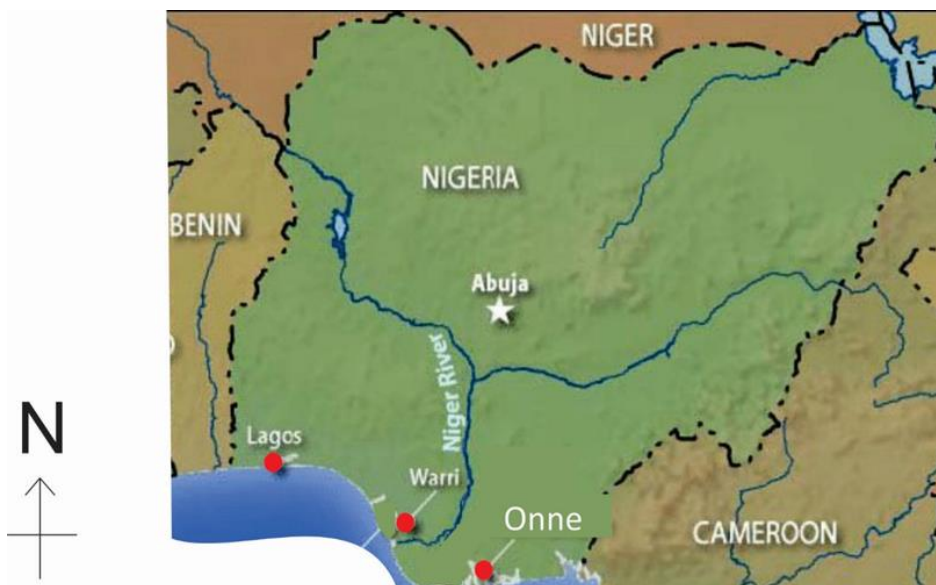 NIGER
NIGERIA
BENIN
Abuja
Niger River
N
Lagos
Warri
Onne
CAMEROON